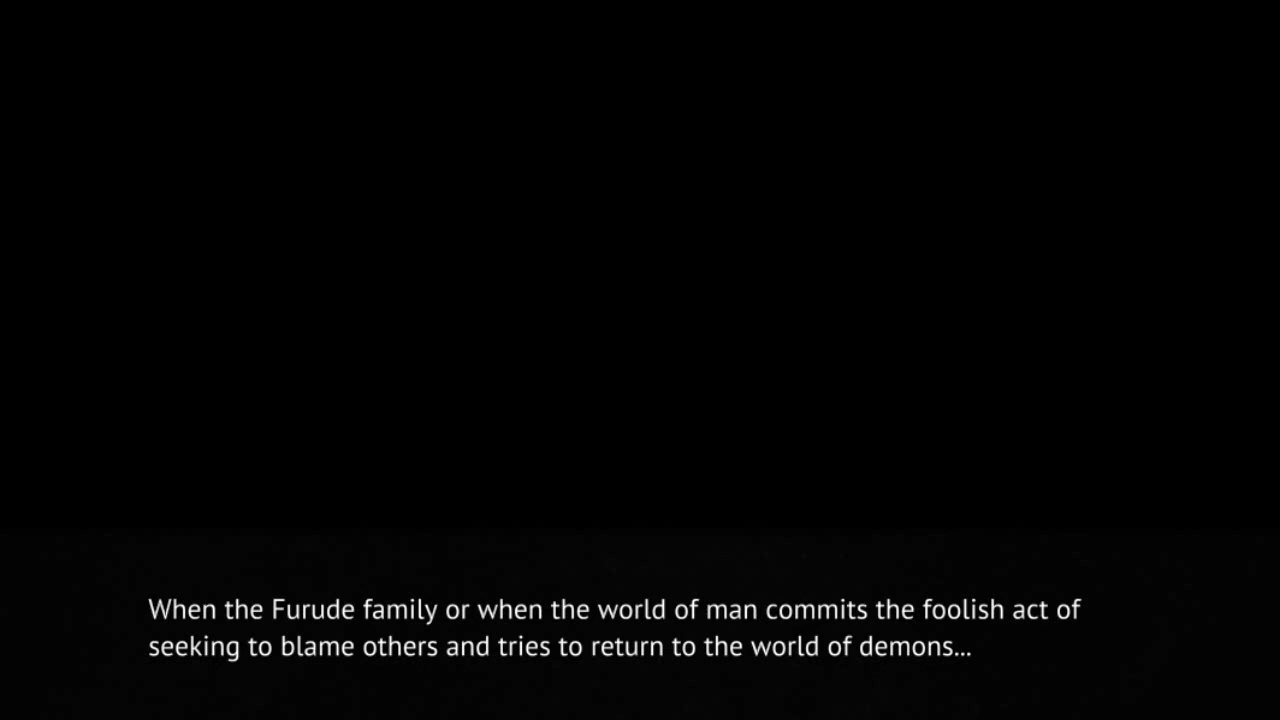 When the Furude family or when the world of man commits the foolish act of
seeking to blame others and tries to return to the world of demons...